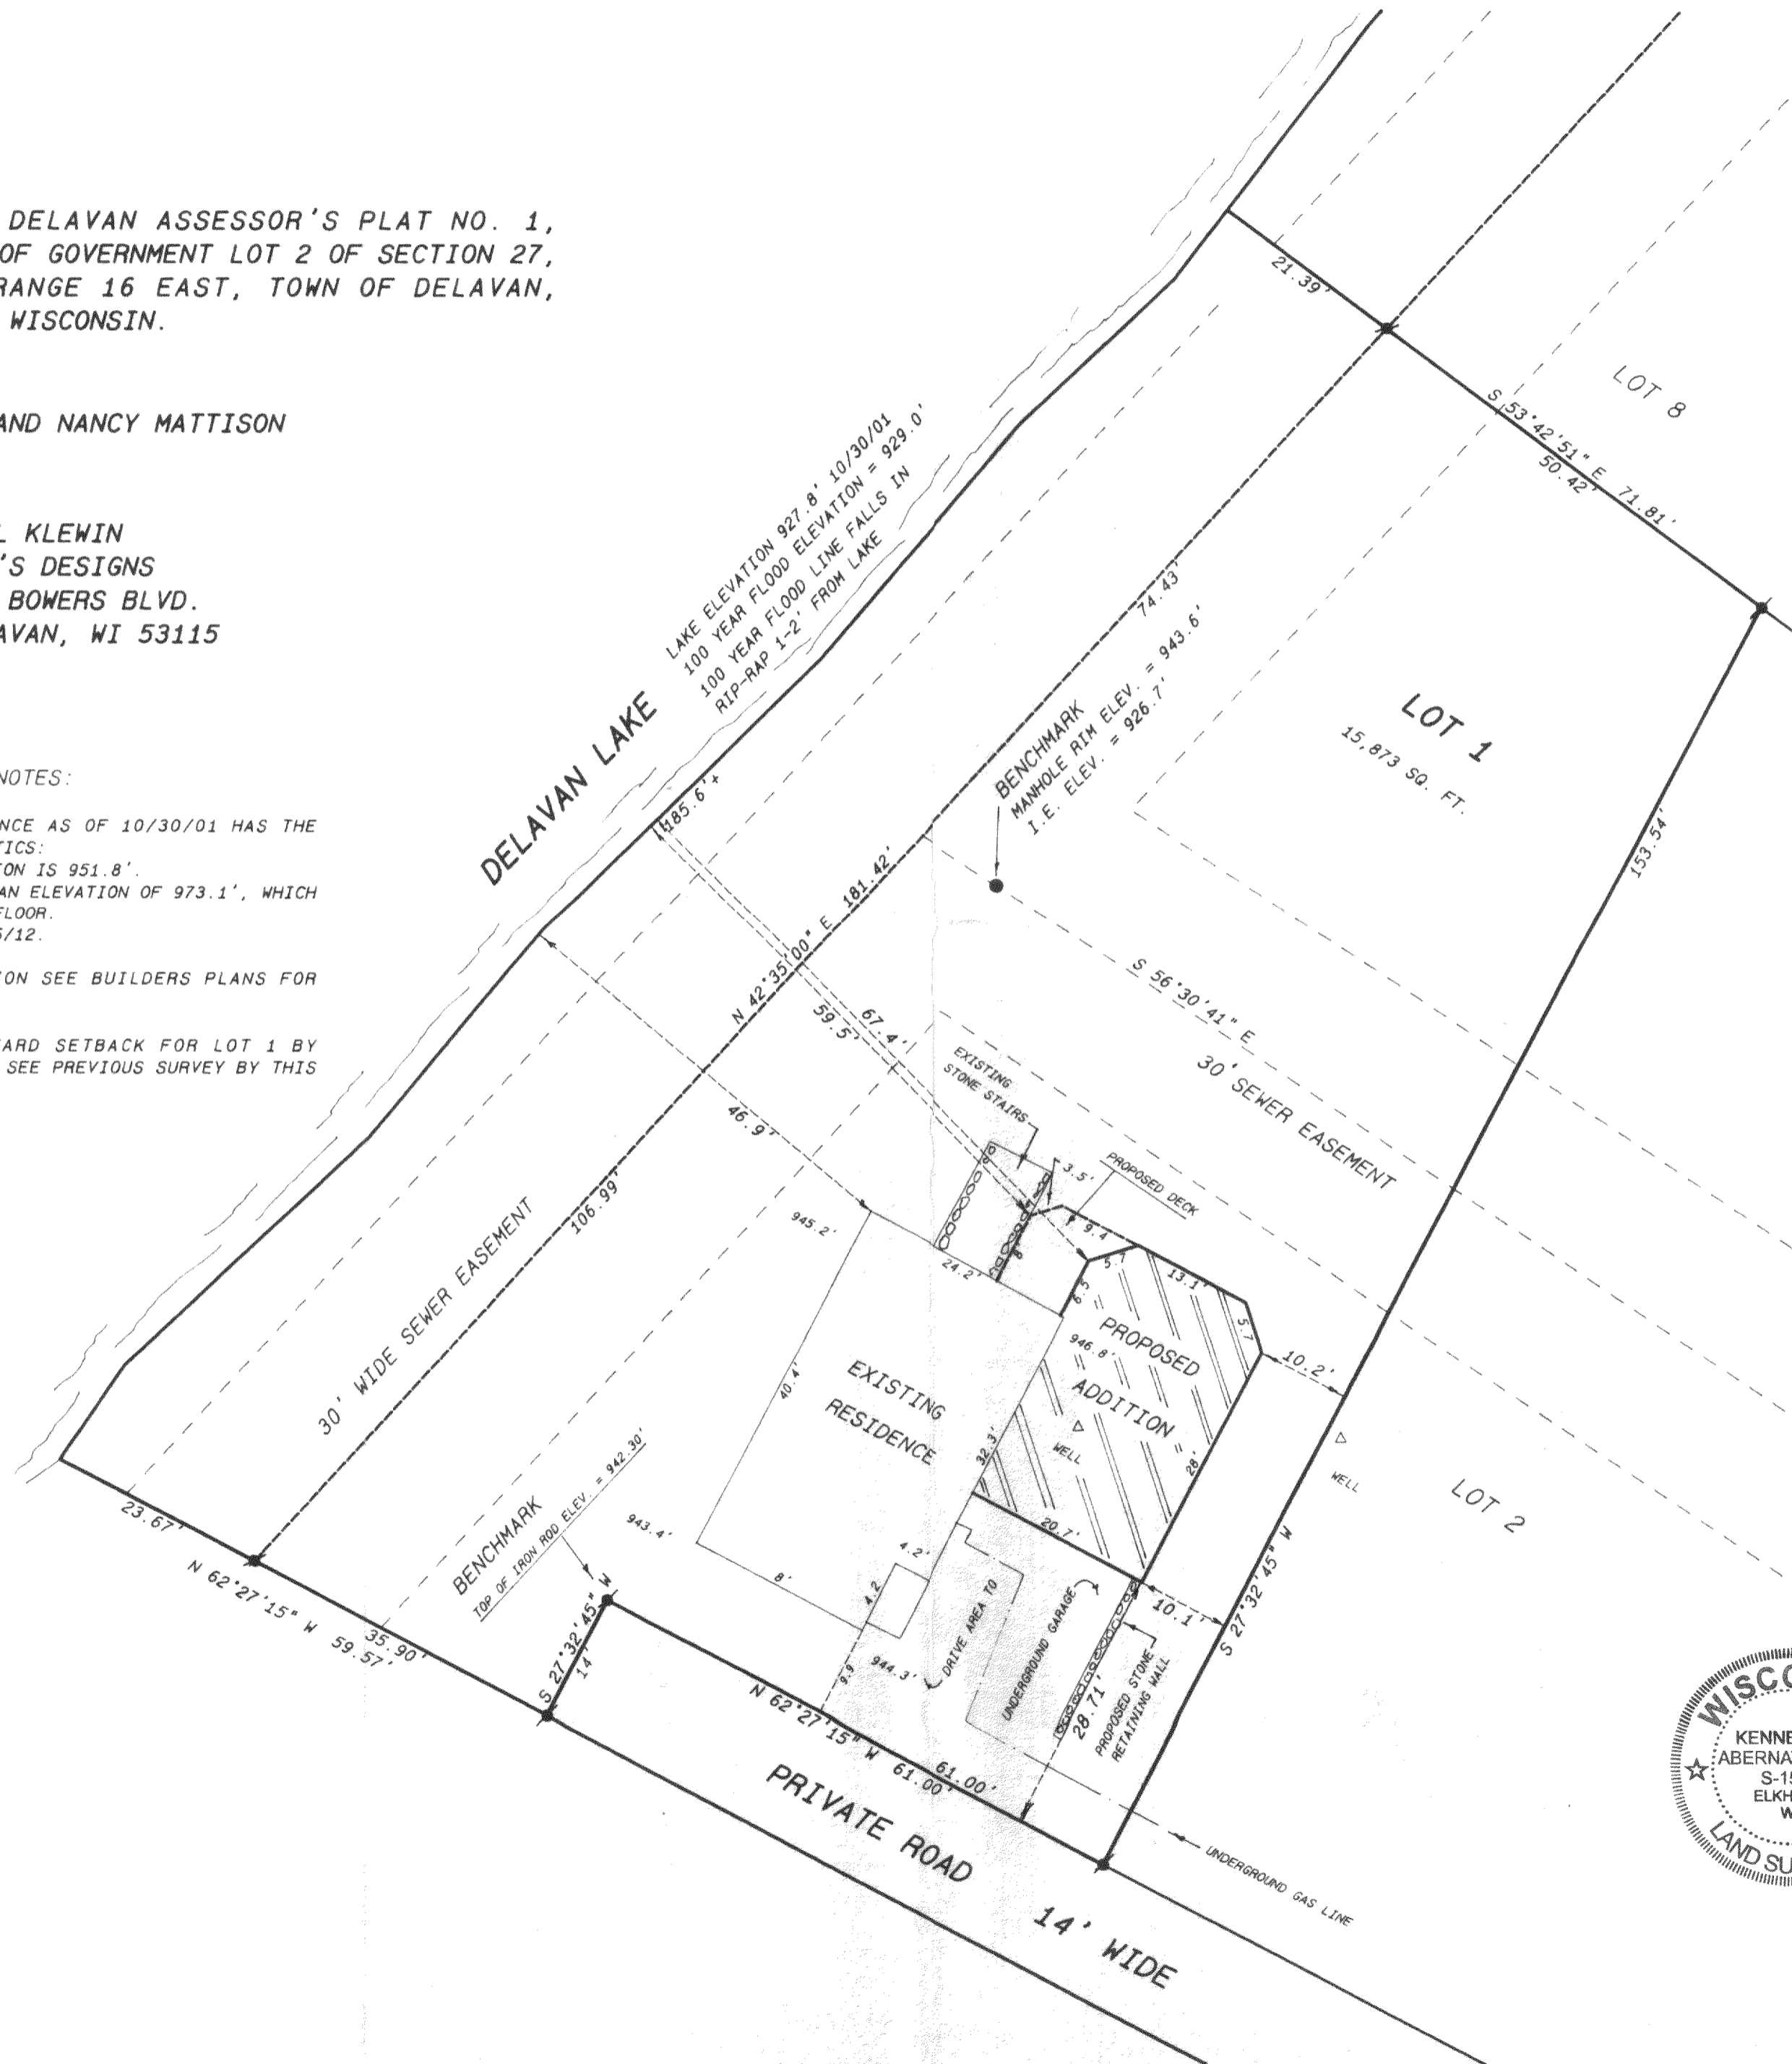 DELAVAN ASSESSOR'S PLAT NO. 1,
OF GOVERNMENT LOT 2 OF SECTION 27,
RANGE 16 EAST, TOWN OF DELAVAN,
WISCONSIN.
AND NANCY MATTISON
L KLEWIN
'S DESIGNS
BOWERS BLVD.
AVAN, WI 53115
NOTES:
NCE AS OF 10/30/01 HAS THE
TICS:
ION IS 951.8'.
AN ELEVATION OF 973.1', WHICH
FLOOR.
/12.
ON SEE BUILDERS PLANS FOR
ARD SETBACK FOR LOT 1 BY
SEE PREVIOUS SURVEY BY THIS
LAKE ELEVATION 927.8' 10/30/01
100 YEAR FLOOD ELEVATION = 929.0'
100 YEAR FLOOD LINE FALLS IN
RIP-RAP 1-2' FROM LAKE
DELAVAN LAKE
185.6'+
21.39'
LOT 8
S 53°42'51" E 71.81'
50.42'
74.43'
BENCHMARK
MANHOLE RIM ELEV. = 943.6'
I.E. ELEV. = 926.7'
LOT 1
15,873 SQ. FT.
153.54'
N 42°35'00" E 181.42'
59.5'
67.4'
46.9'
106.99'
S 56°30'41" E
30' SEWER EASEMENT
EXISTING
STONE STAIRS
3.5'
PROPOSED DECK
9.4'
5.7'
13.1'
5.7
6.5
8'
24.2'
945.2'
30' WIDE SEWER EASEMENT
40.4'
EXISTING
RESIDENCE
32.3'
946.8'
PROPOSED
ADDITION
WELL
28'
10.2'
WELL
LOT 2
20.7'
10.1'
S 27°32'45" W
23.67'
N 62°27'15" W 59.57'
35.90'
BENCHMARK
TOP OF IRON ROD ELEV. = 942.30'
943.4'
8'
4.2'
4.2
9.9
944.3'
DRIVE AREA TO
UNDERGROUND GARAGE
28.71'
PROPOSED STONE
RETAINING WALL
S 27°32'45" W
14'
N 62°27'15" W 61.00'
61.00'
PRIVATE ROAD 14' WIDE
UNDERGROUND GAS LINE
WISCO
KENNE
ABERNA
S-1
ELKH
W
LAND SU